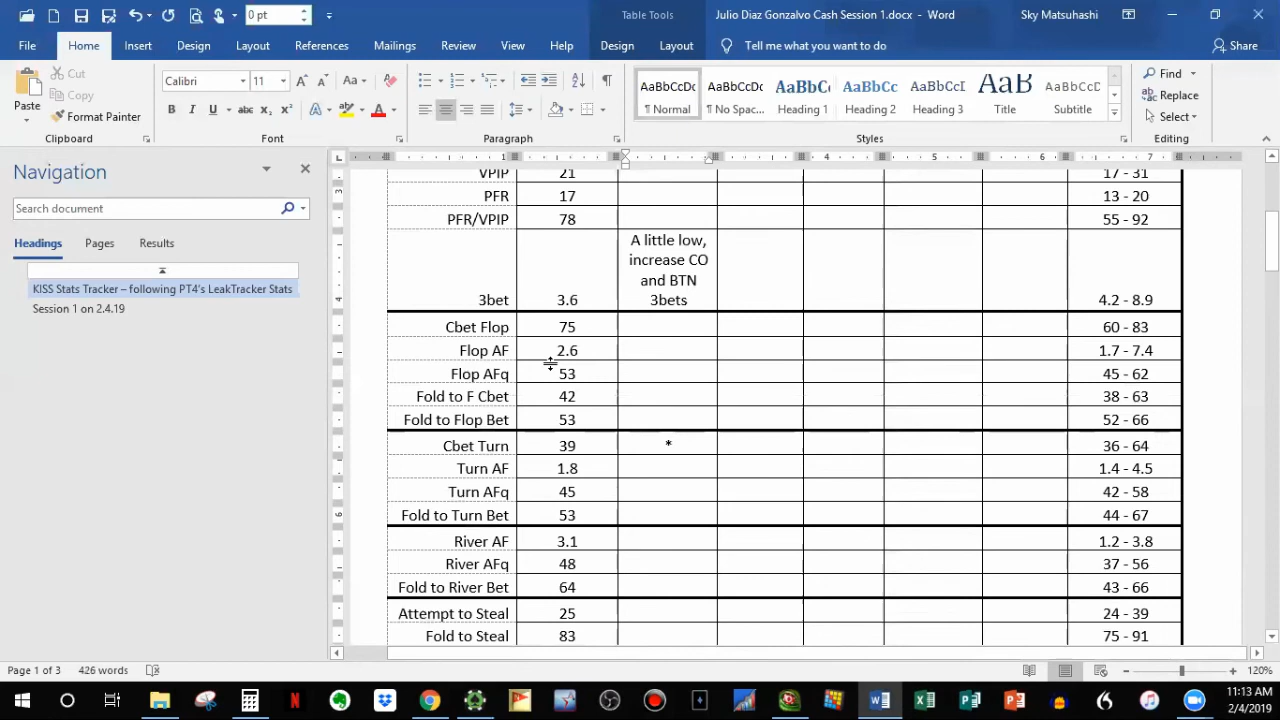 0 pt
Table Tools
Julio Diaz Gonzalvo Cash Session 1.docx - Word
Sky Matsuhashi
File
Home
Insert
Design
Layout
References
Mailings
Review
View
Help
Design
Layout
Tell me what you want to do
Share
Paste
Cut
Copy
Format Painter
Clipboard
Calibri
11
Font
Paragraph
AaBbCcDc
¶ Normal
AaBbCcDc
¶ No Spac...
AaBbC
Heading 1
AaBbCc
Heading 2
AaBbCcD
Heading 3
AaB
Title
AaBbCcD
Subtitle
Styles
Find
Replace
Select
Editing
Navigation
Search document
Headings
Pages
Results
KISS Stats Tracker – following PT4's LeakTracker Stats
Session 1 on 2.4.19
VPIP 21 17 - 31
PFR 17 13 - 20
PFR/VPIP 78 55 - 92
A little low,
increase CO
and BTN
3bet 3.6 3bets 4.2 - 8.9
Cbet Flop 75 60 - 83
Flop AF 2.6 1.7 - 7.4
Flop AFq 53 45 - 62
Fold to F Cbet 42 38 - 63
Fold to Flop Bet 53 52 - 66
Cbet Turn 39 * 36 - 64
Turn AF 1.8 1.4 - 4.5
Turn AFq 45 42 - 58
Fold to Turn Bet 53 44 - 67
River AF 3.1 1.2 - 3.8
River AFq 48 37 - 56
Fold to River Bet 64 43 - 66
Attempt to Steal 25 24 - 39
Fold to Steal 83 75 - 91
Page 1 of 3
426 words
120%
11:13 AM
2/4/2019